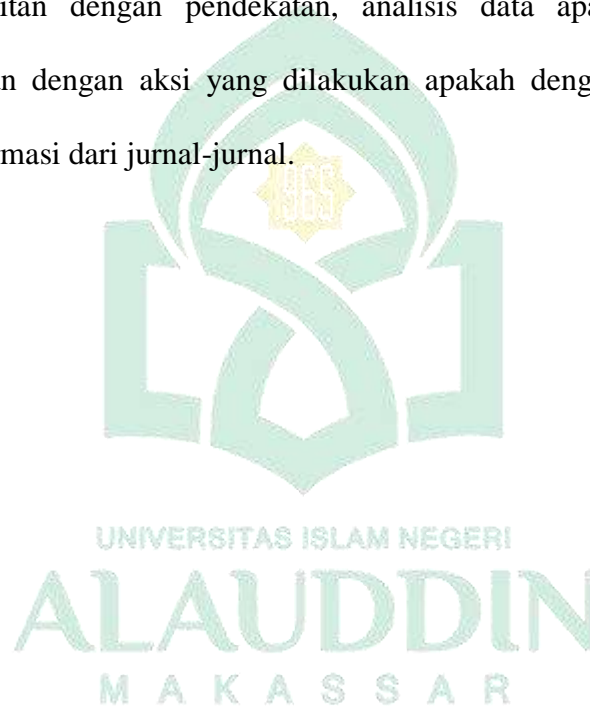 itan dengan pendekatan, analisis data apa
n dengan aksi yang dilakukan apakah deng
masi dari jurnal-jurnal.
UNIVERSITAS ISLAM NEGERI
ALAUDDIN
MAKASSAR